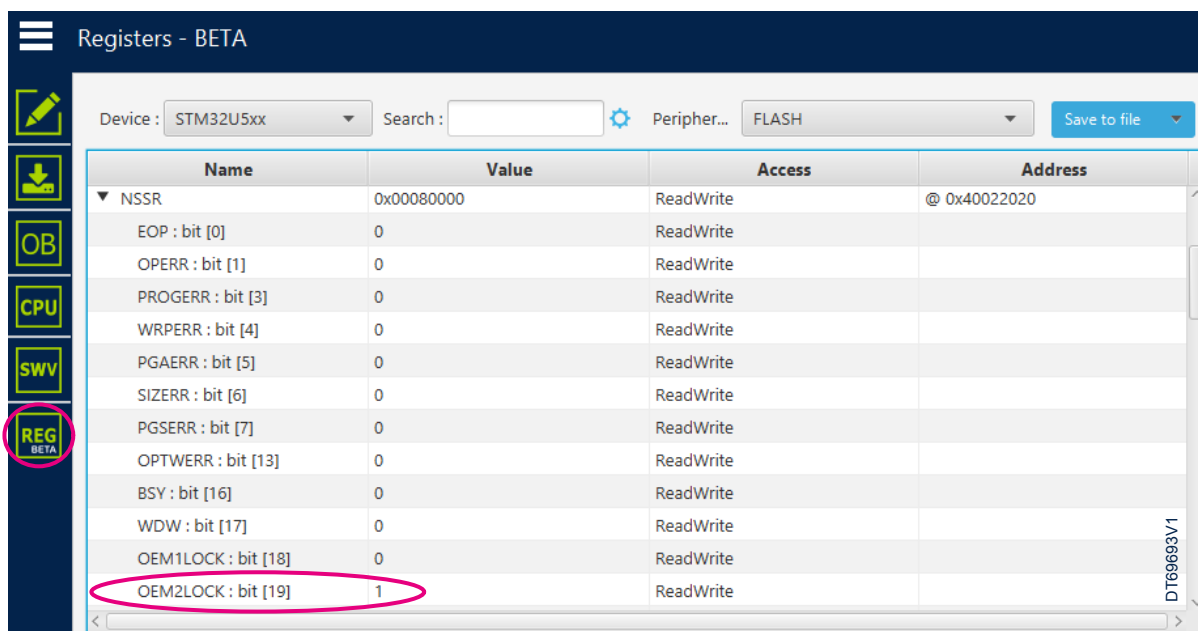 Registers - BETA
Device : STM32U5xx Search : Peripher... FLASH Save to file
Name Value Access Address
NSSR 0x00080000 ReadWrite @ 0x40022020
EOP : bit [0] 0 ReadWrite
OPERR : bit [1] 0 ReadWrite
PROGERR : bit [3] 0 ReadWrite
WRPERR : bit [4] 0 ReadWrite
PGAERR : bit [5] 0 ReadWrite
SIZERR : bit [6] 0 ReadWrite
PGSERR : bit [7] 0 ReadWrite
OPTWERR : bit [13] 0 ReadWrite
BSY : bit [16] 0 ReadWrite
WDW : bit [17] 0 ReadWrite
OEM1LOCK : bit [18] 0 ReadWrite
OEM2LOCK : bit [19] 1 ReadWrite
OB
CPU
SWV
REG
BETA
DT69693V1